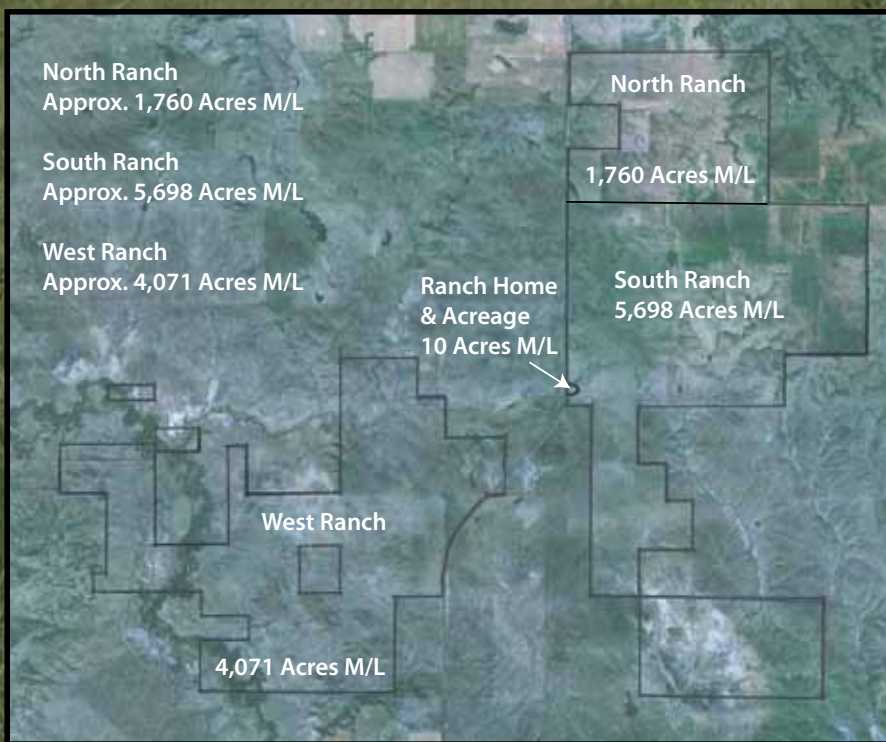 North Ranch
Approx. 1,760 Acres M/L
South Ranch
Approx. 5,698 Acres M/L
West Ranch
Approx. 4,071 Acres M/L
North Ranch
1,760 Acres M/L
South Ranch
5,698 Acres M/L
Ranch Home
& Acreage
10 Acres M/L
West Ranch
4,071 Acres M/L